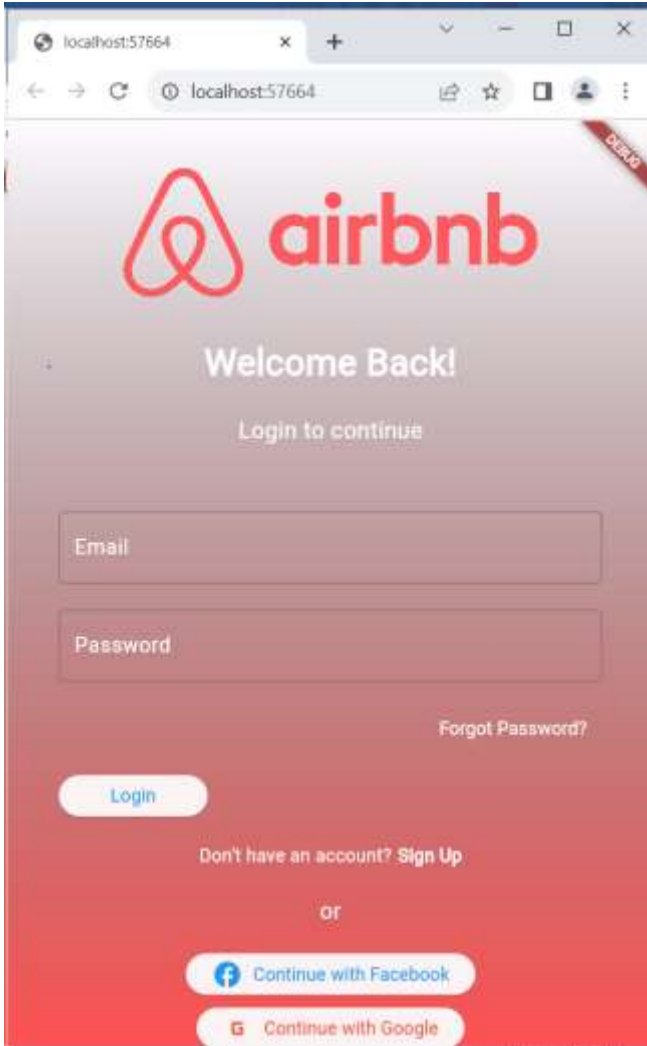 localhost:57664
localhost:57664
DEBUG
airbnb
Welcome Back!
Login to continue
Email
Password
Forgot Password?
Login
Don't have an account? Sign Up
or
Continue with Facebook
G Continue with Google